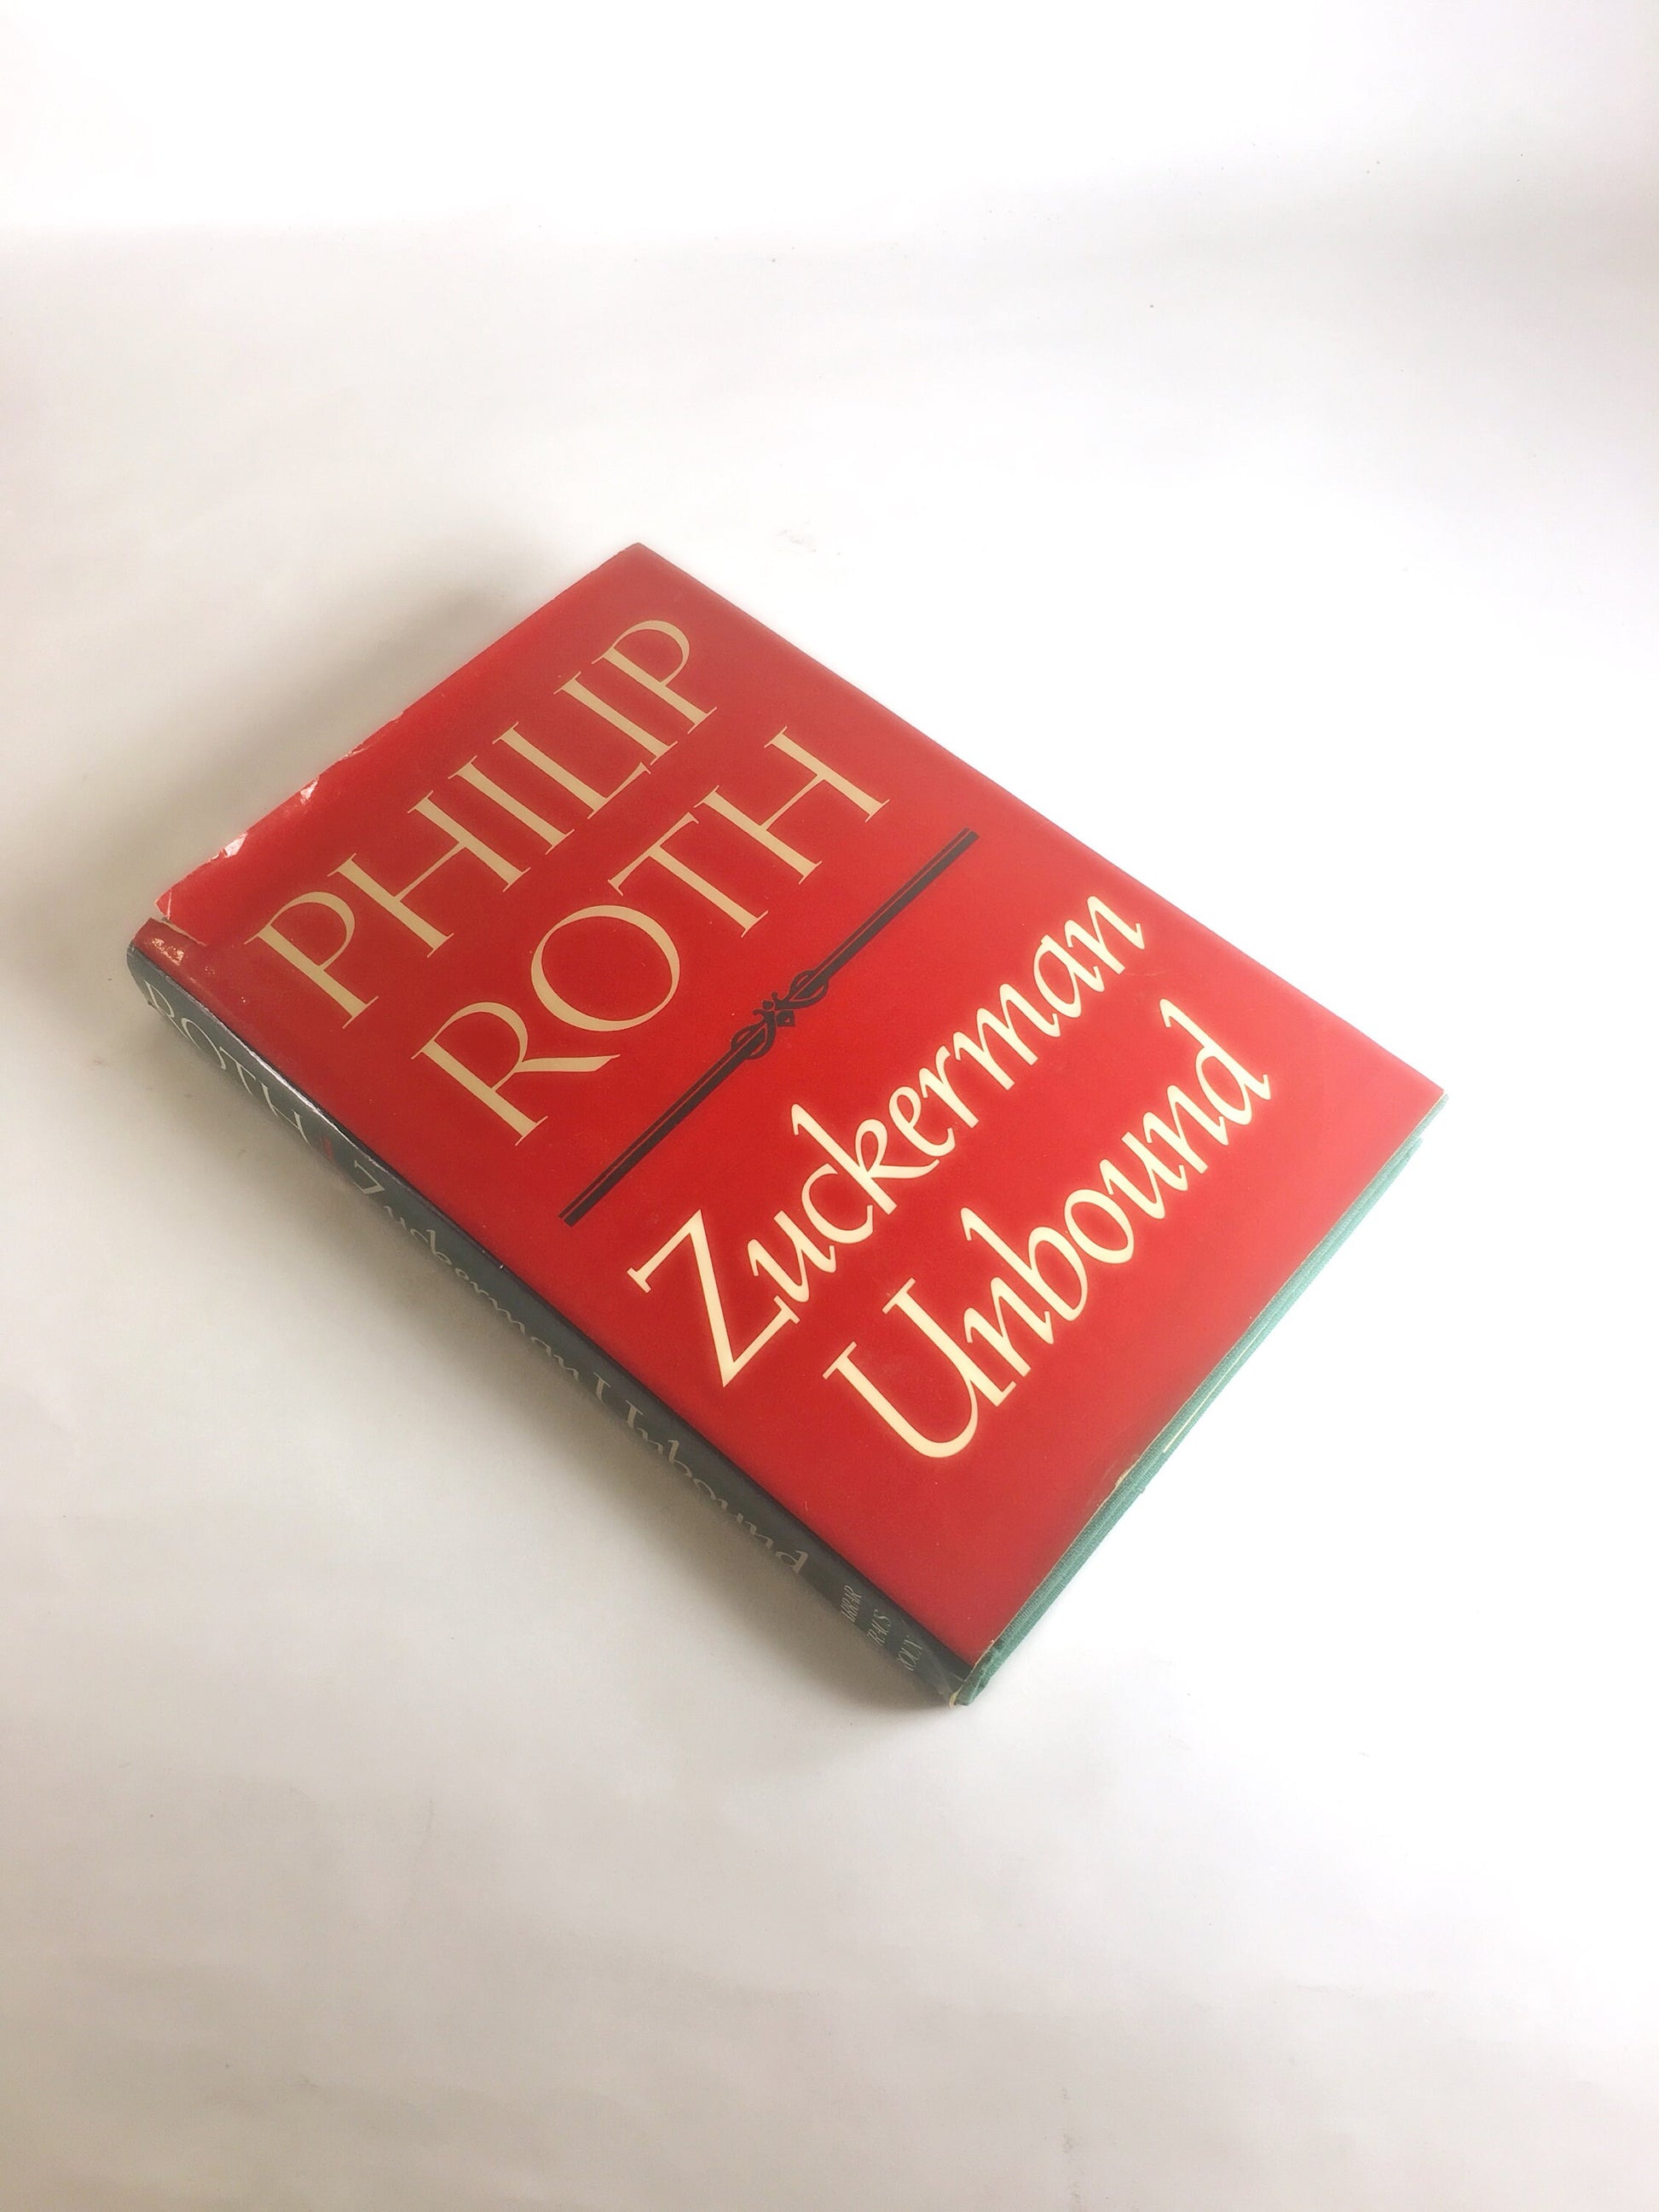 PHILIP
ROTH
Zuckerman
Unbound
ROTH Zuckerman Unbound